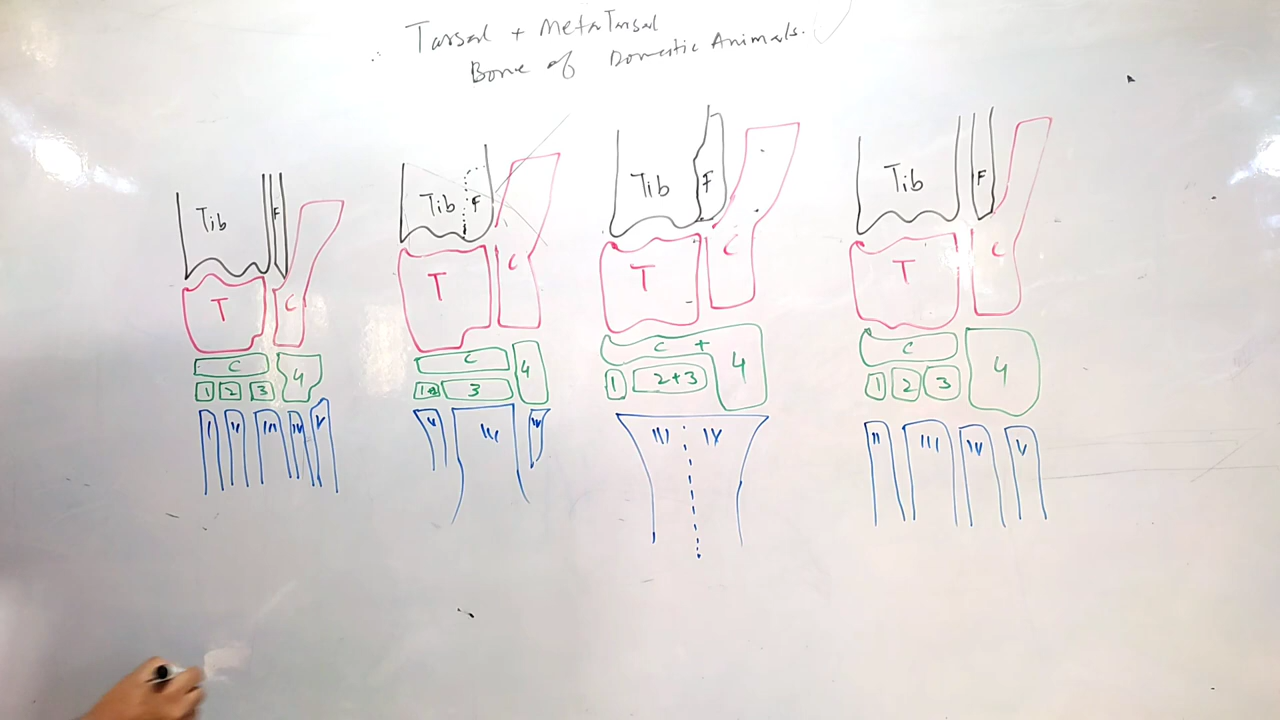 Tarsal + MetaTarsal
Bone of Domestic Animals.
Tib F
T C
C 4
1 2 3
I II III IV V
Tib F
T C
C 4
1+2 3
II III IV
Tib F
T C
C + 4
1 2+3
III IV
Tib F
T C
C 4
1 2 3
II III IV V